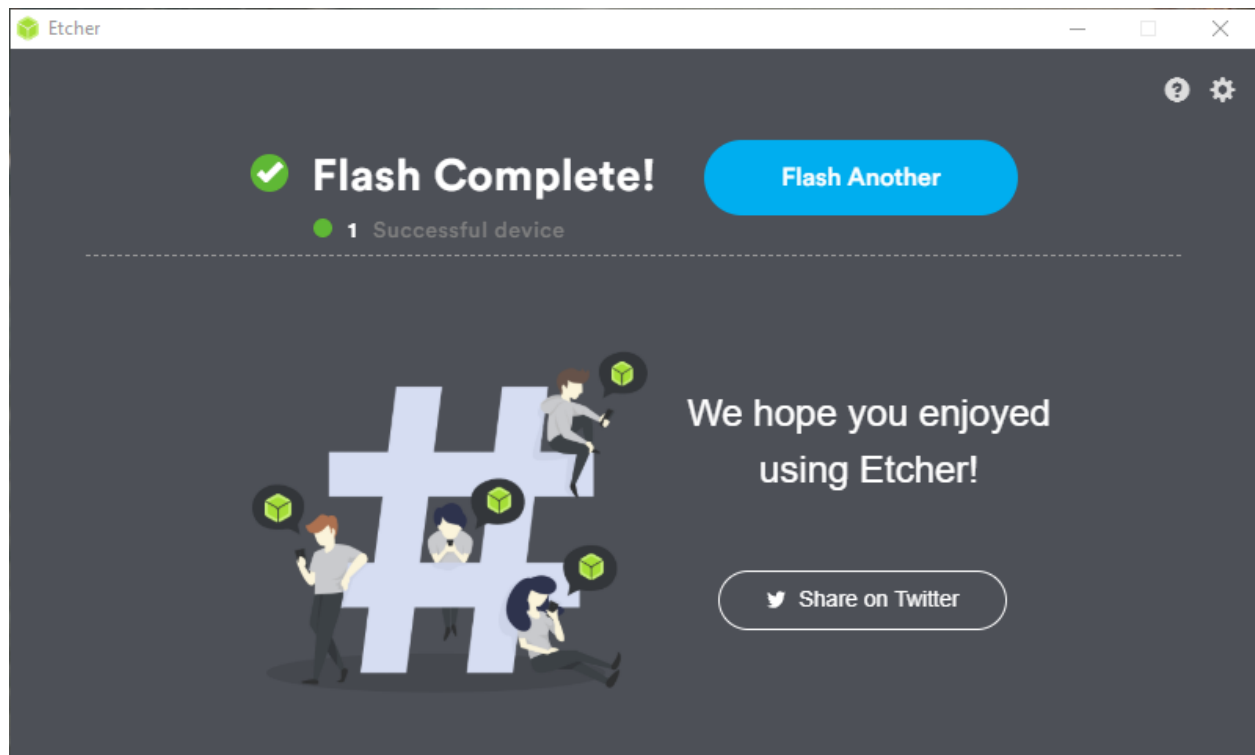 Etcher
Flash Complete!
Flash Another
1 Successful device
We hope you enjoyed
using Etcher!
Share on Twitter